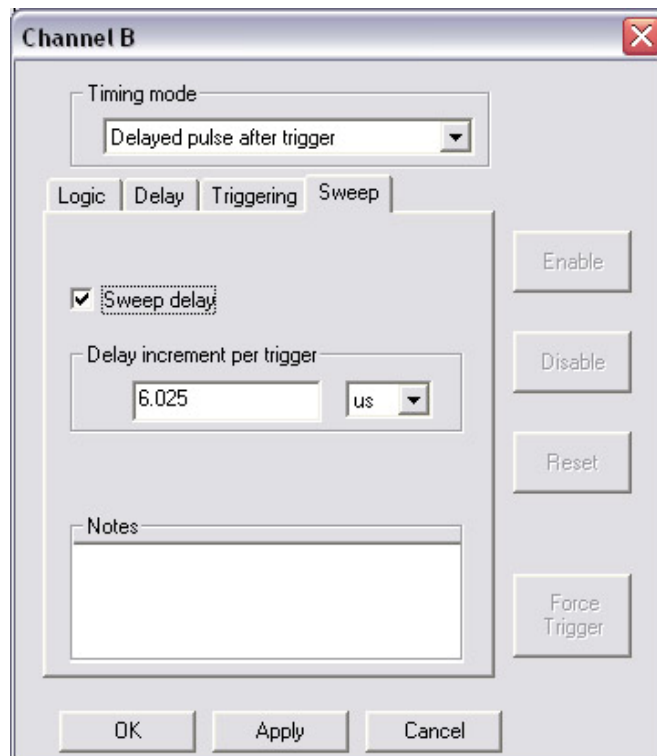 Channel B
Timing mode
Delayed pulse after trigger
Logic Delay Triggering Sweep
Sweep delay
Delay increment per trigger
6.025 us
Notes
Enable
Disable
Reset
Force
Trigger
OK Apply Cancel